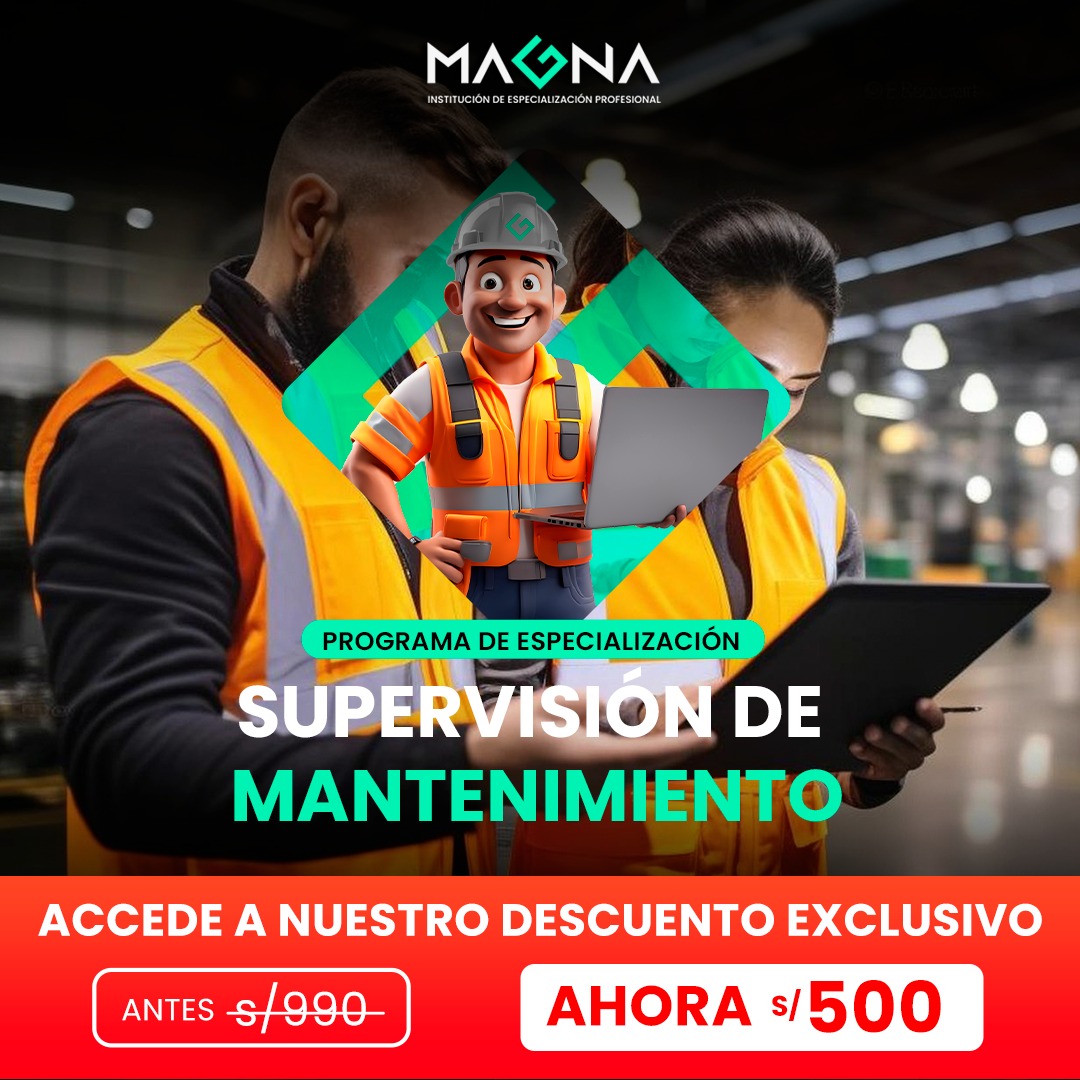 MAGNA
INSTITUCIÓN DE ESPECIALIZACIÓN PROFESIONAL
PROGRAMA DE ESPECIALIZACIÓN
SUPERVISIÓN DE
MANTENIMIENTO
ACCEDE A NUESTRO DESCUENTO EXCLUSIVO
ANTES s/990
AHORA s/500